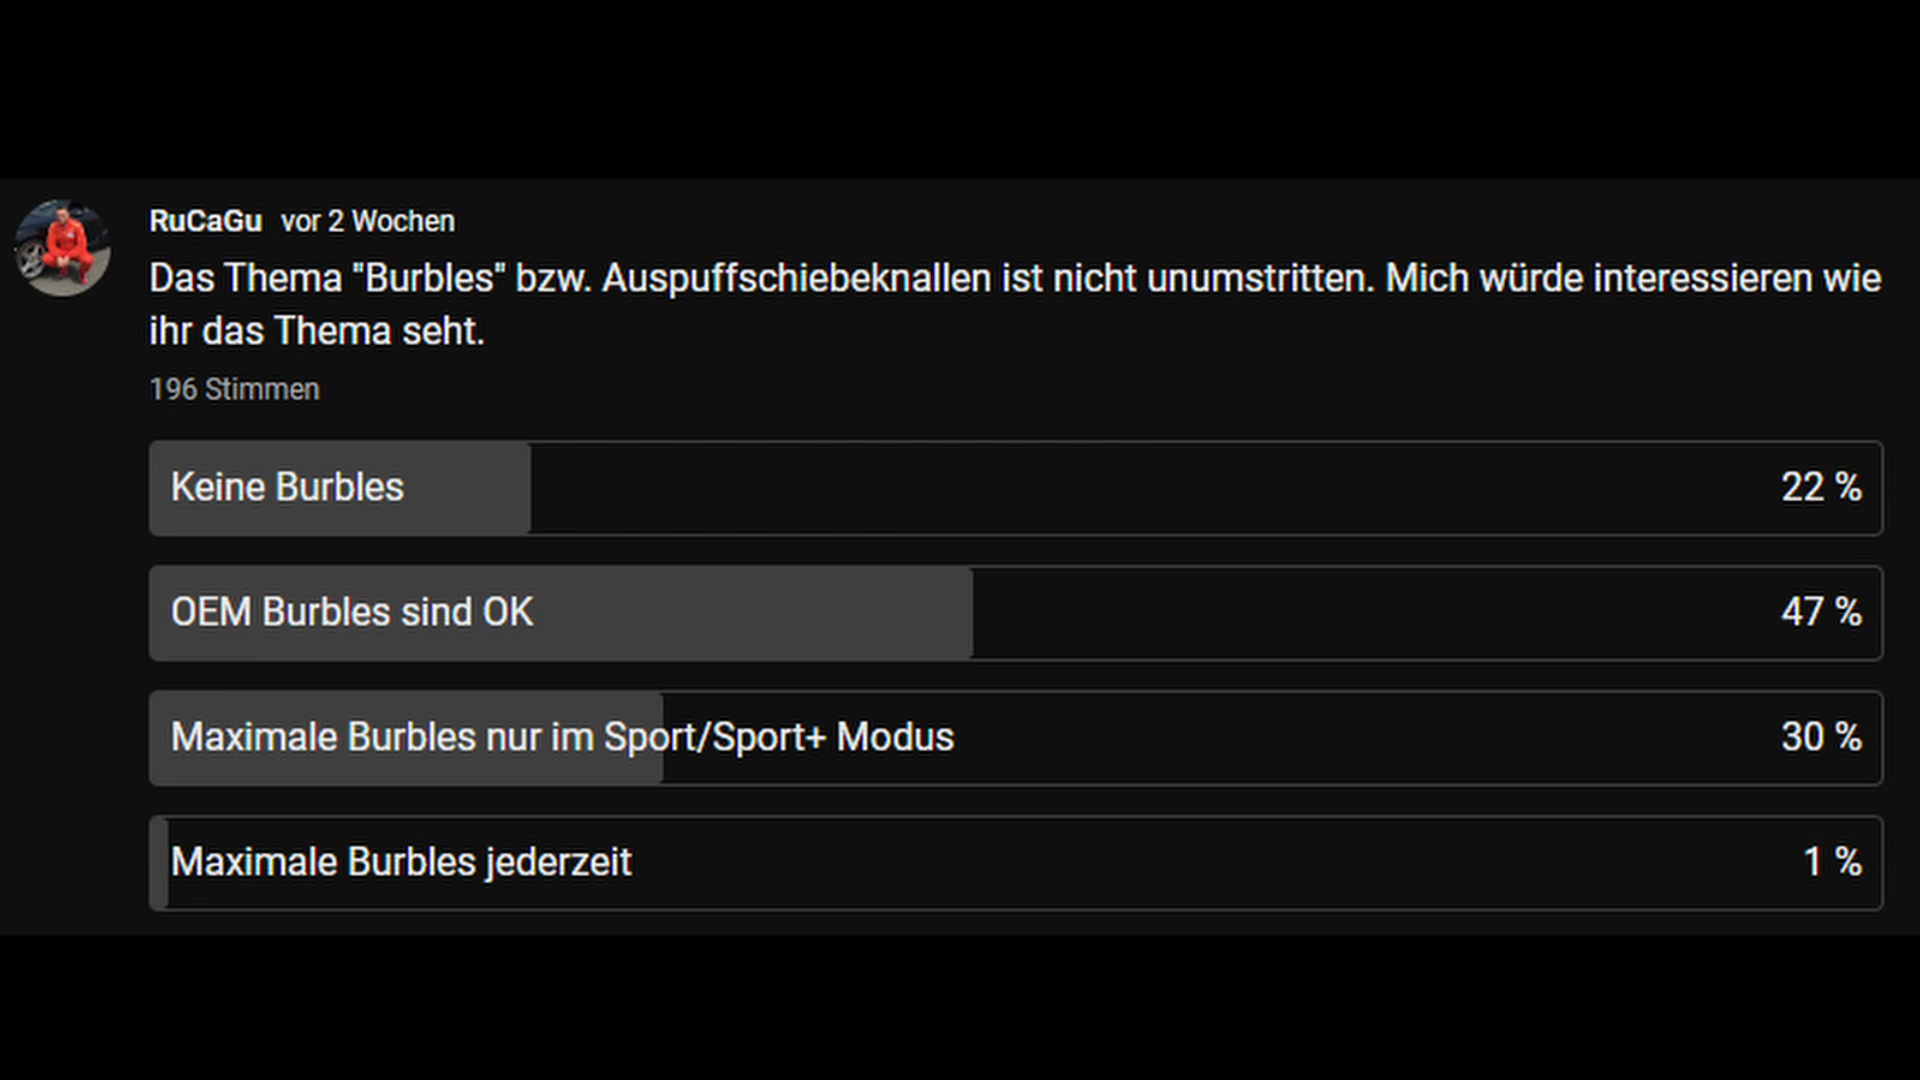 RuCaGu vor 2 Wochen
Das Thema "Burbles" bzw. Auspuffschiebeknallen ist nicht unumstritten. Mich würde interessieren wie
ihr das Thema seht.
196 Stimmen
Keine Burbles 22 %
OEM Burbles sind OK 47 %
Maximale Burbles nur im Sport/Sport+ Modus 30 %
Maximale Burbles jederzeit 1 %